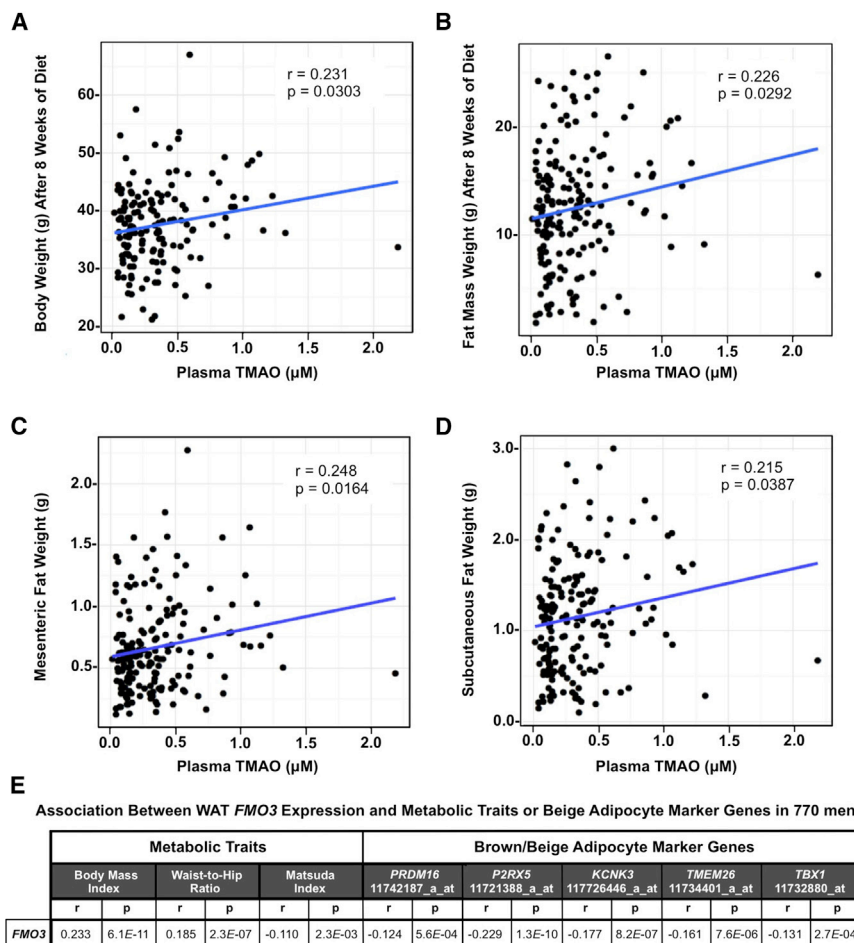 A
Body Weight (g) After 8 Weeks of Diet
60-
50-
40-
30-
20-
r = 0.231
p = 0.0303
0.0 0.5 1.0 1.5 2.0
Plasma TMAO (µM)
B
Fat Mass Weight (g) After 8 Weeks of Diet
20-
10-
r = 0.226
p = 0.0292
0.0 0.5 1.0 1.5 2.0
Plasma TMAO (µM)
C
Mesenteric Fat Weight (g)
2.0-
1.5-
1.0-
0.5-
r = 0.248
p = 0.0164
0.0 0.5 1.0 1.5 2.0
Plasma TMAO (µM)
D
Subcutaneous Fat Weight (g)
3.0-
2.0-
1.0-
0.0-
r = 0.215
p = 0.0387
0.0 0.5 1.0 1.5 2.0
Plasma TMAO (µM)
E
Association Between WAT FMO3 Expression and Metabolic Traits or Beige Adipocyte Marker Genes in 770 men
Metabolic Traits Brown/Beige Adipocyte Marker Genes
Body Mass Waist-to-Hip Matsuda PRDM16 P2RX5 KCNK3 TMEM26 TBX1
Index Ratio Index 11742187_a_at 11721388_a_at 117726446_a_at 11734401_a_at 11732880_at
r p r p r p r p r p r p r p r p
FMO3 0.233 6.1E-11 0.185 2.3E-07 -0.110 2.3E-03 -0.124 5.6E-04 -0.229 1.3E-10 -0.177 8.2E-07 -0.161 7.6E-06 -0.131 2.7E-04